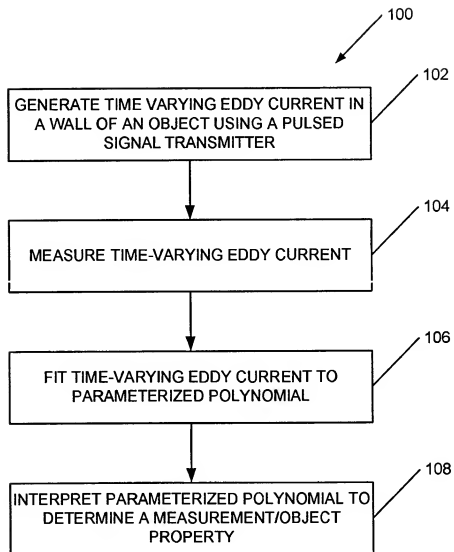 100
102
GENERATE TIME VARYING EDDY CURRENT IN
A WALL OF AN OBJECT USING A PULSED
SIGNAL TRANSMITTER
104
MEASURE TIME-VARYING EDDY CURRENT
106
FIT TIME-VARYING EDDY CURRENT TO
PARAMETERIZED POLYNOMIAL
108
INTERPRET PARAMETERIZED POLYNOMIAL TO
DETERMINE A MEASUREMENT/OBJECT
PROPERTY